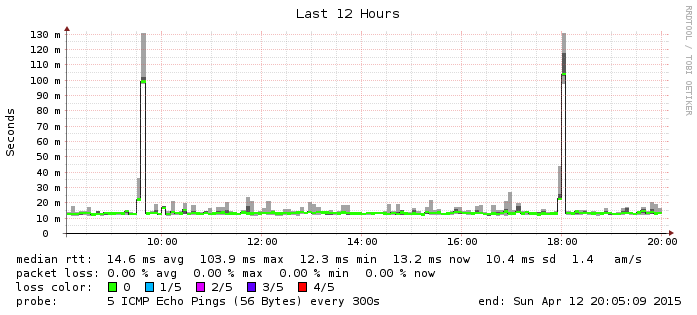 Last 12 Hours
RRDTOOL / TOBI OETIKER
Seconds
130 m
120 m
110 m
100 m
90 m
80 m
70 m
60 m
50 m
40 m
30 m
20 m
10 m
0
10:00 12:00 14:00 16:00 18:00 20:00
median rtt: 14.6 ms avg 103.9 ms max 12.3 ms min 13.2 ms now 10.4 ms sd 1.4 am/s
packet loss: 0.00 % avg 0.00 % max 0.00 % min 0.00 % now
loss color: 0 1/5 2/5 3/5 4/5
probe: 5 ICMP Echo Pings (56 Bytes) every 300s end: Sun Apr 12 20:05:09 2015